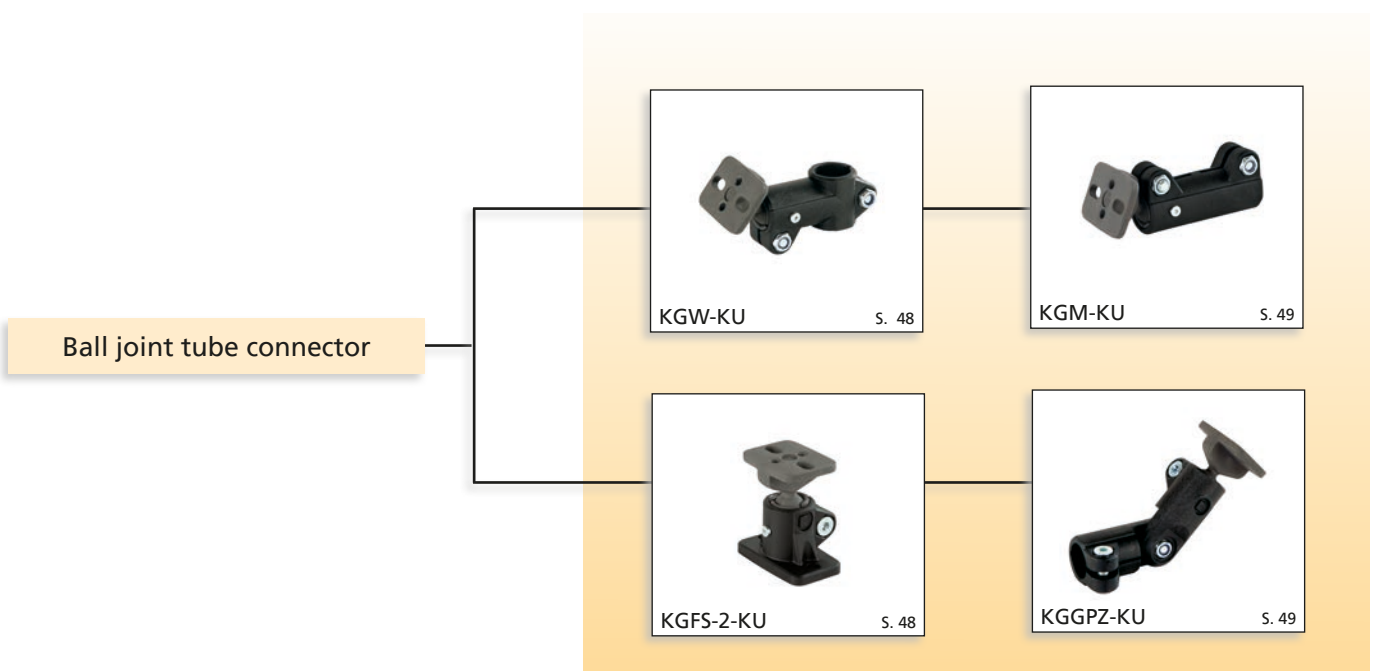 KGW-KU S. 48
KGM-KU S. 49
Ball joint tube connector
KGFS-2-KU S. 48
KGGPZ-KU S. 49